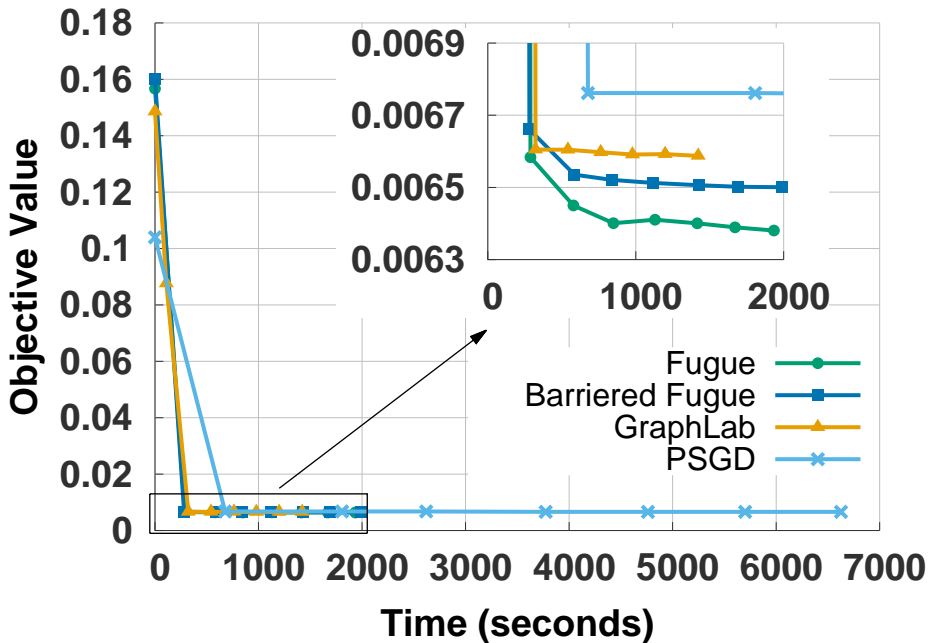 0.18
0.16
0.14
0.12
0.1
0.08
0.06
0.04
0.02
0
Objective Value
0 1000 2000 3000 4000 5000 6000 7000
Time (seconds)
0.0069
0.0067
0.0065
0.0063
0 1000 2000
Fugue
Barriered Fugue
GraphLab
PSGD